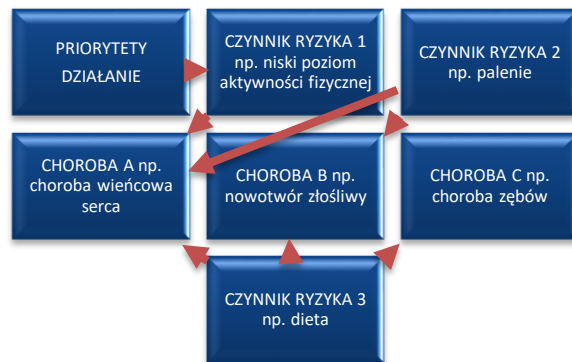 PRIORYTETY
DZIAŁANIE
CZYNNIK RYZYKA 1
np. niski poziom
aktywności fizycznej
CZYNNIK RYZYKA 2
np. palenie
CHOROBA A np.
choroba wieńcowa
serca
CHOROBA B np.
nowotwór złośliwy
CHOROBA C np.
choroba zębów
CZYNNIK RYZYKA 3
np. dieta